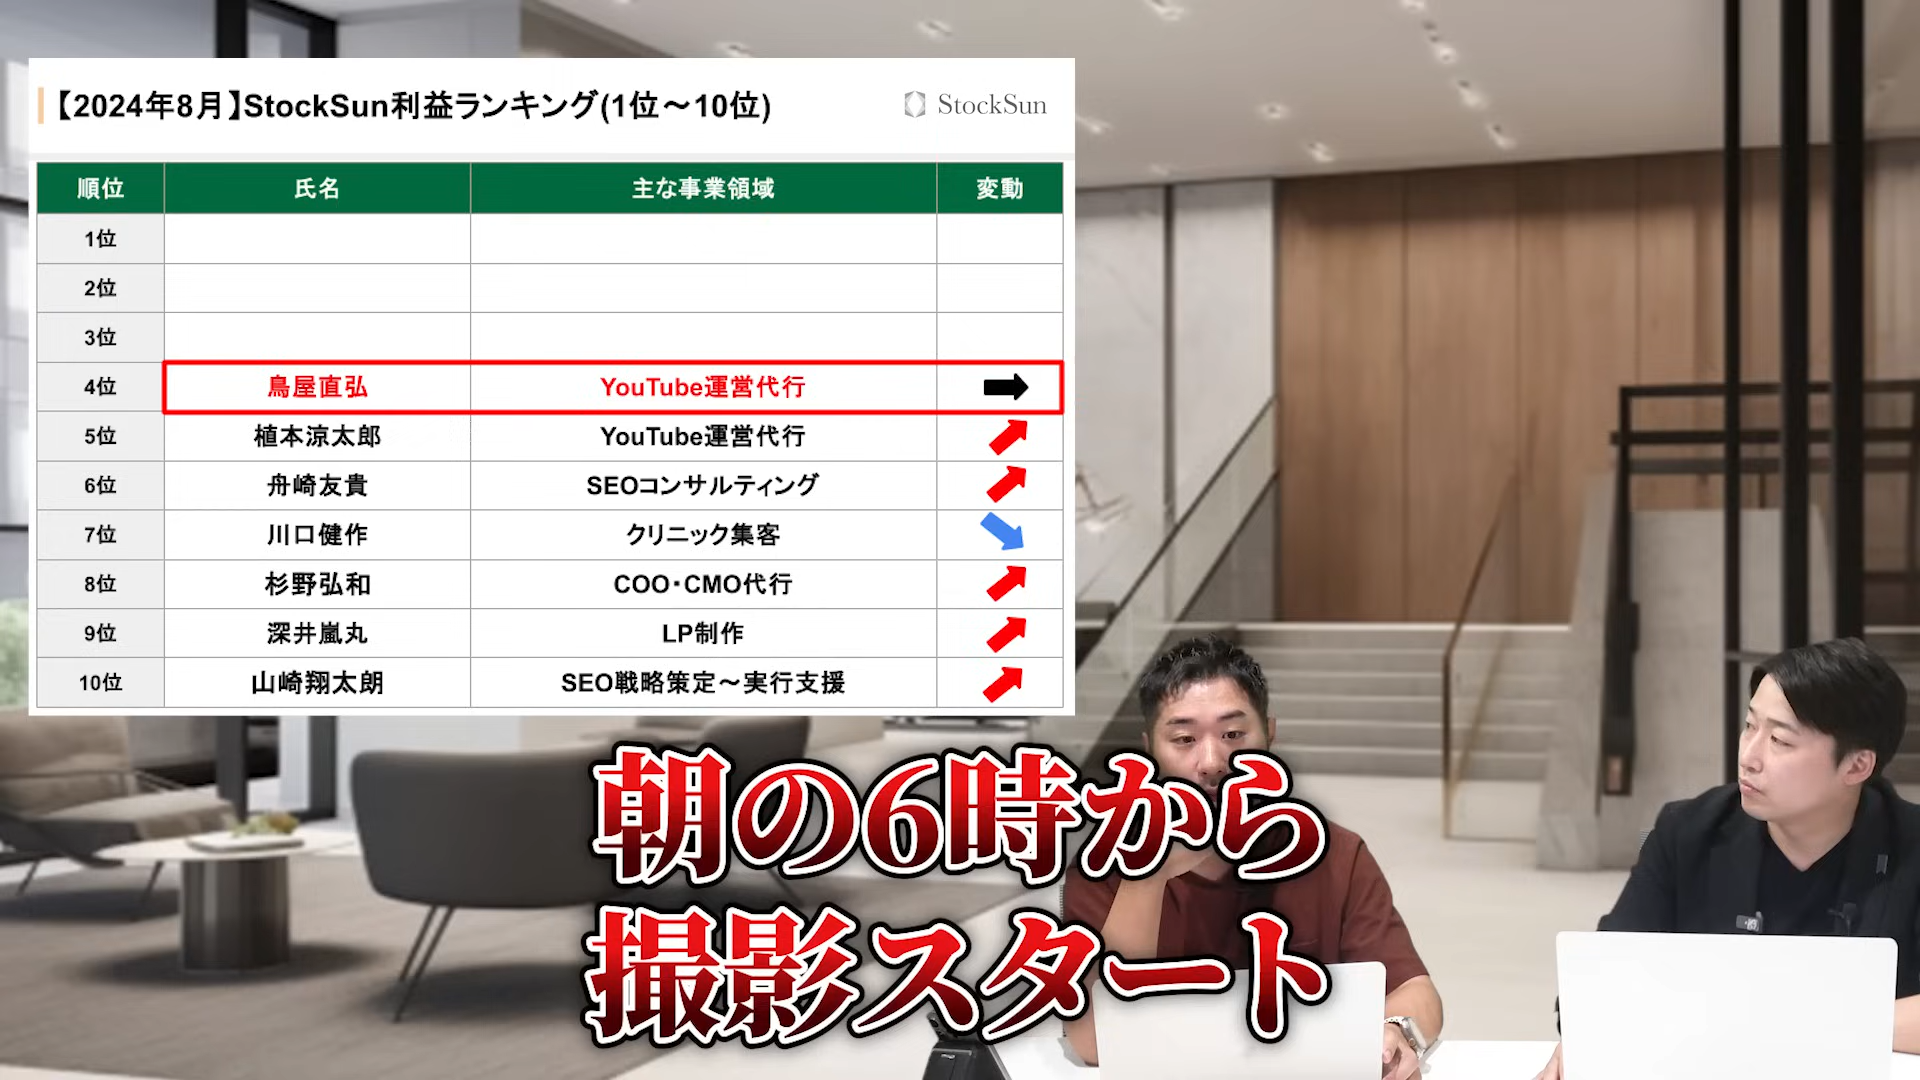 【2024年8月】StockSun利益ランキング(1位～10位)
StockSun
順位 氏名 主な事業領域 変動
1位
2位
3位
4位 鳥屋直弘 YouTube運営代行
5位 植本涼太郎 YouTube運営代行
6位 舟崎友貴 SEOコンサルティング
7位 川口健作 クリニック集客
8位 杉野弘和 COO・CMO代行
9位 深井嵐丸 LP制作
10位 山崎翔太朗 SEO戦略策定～実行支援
朝の6時から
撮影スタート